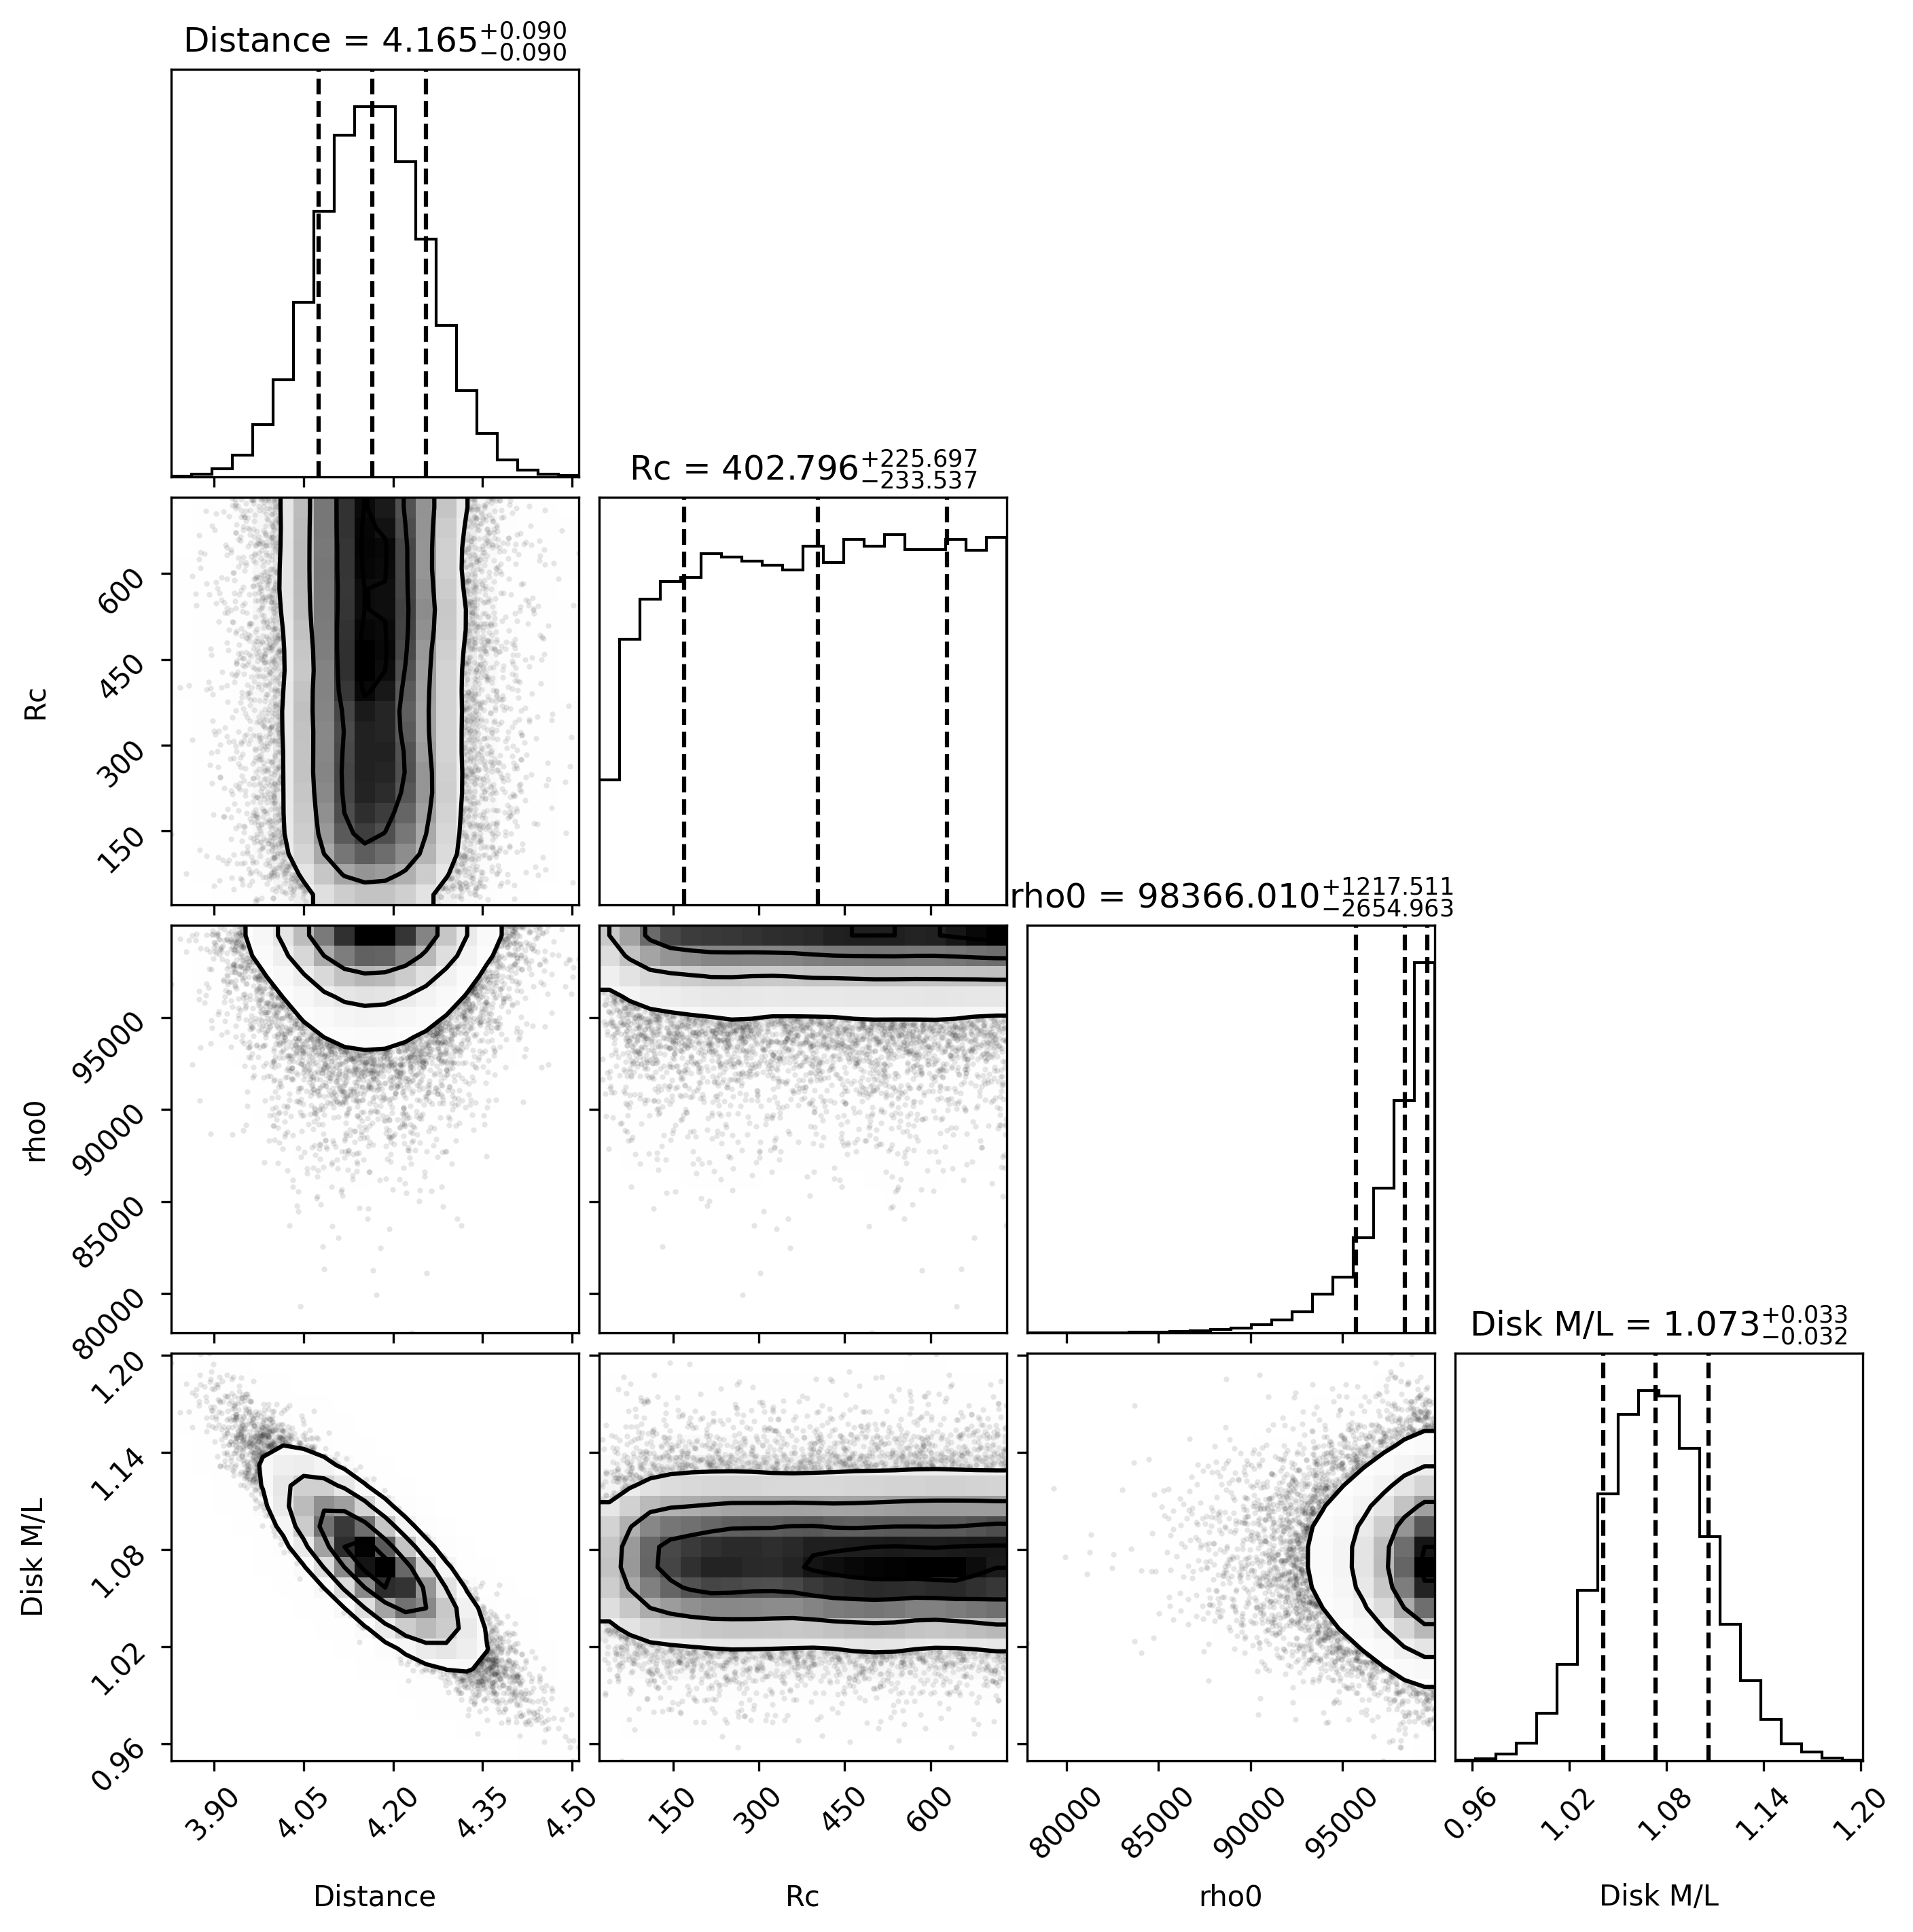 Distance = 4.165+0.090 −0.090
Rc = 402.796+225.697 −233.537
600
450
300
150
Rc
rho0 = 98366.010+1217.511 −2654.963
95000
90000
85000
80000
rho0
Disk M/L = 1.073+0.033 −0.032
1.20
1.14
1.08
1.02
0.96
Disk M/L
3.90 4.05 4.20 4.35 4.50 150 300 450 600 80000 85000 90000 95000 0.96 1.02 1.08 1.14 1.20
Distance Rc rho0 Disk M/L